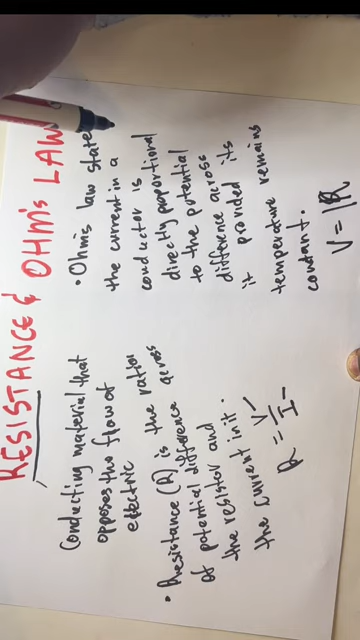 RESISTANCE & OHM's LAW
Conducting material that
opposes the flow of
electric
• Resistance (R) is the ratio
of potential difference across
the resistor and
the current in it.
R = V/I
• Ohm's law state
the current in a
conductor is
directly proportional
to the potential
difference across
it provided its
temperature remains
constant.
V = IR